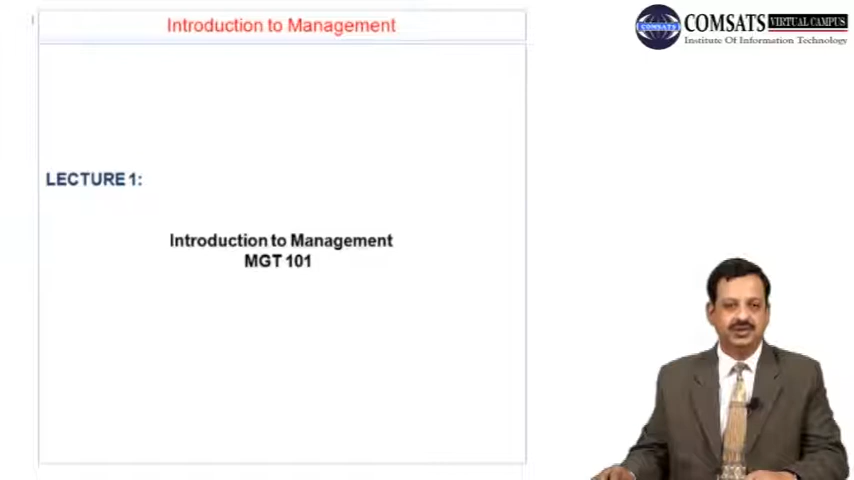 Introduction to Management
COMSATS VIRTUAL CAMPUS
Institute Of Information Technology
COMSATS
LECTURE 1:
Introduction to Management
MGT 101